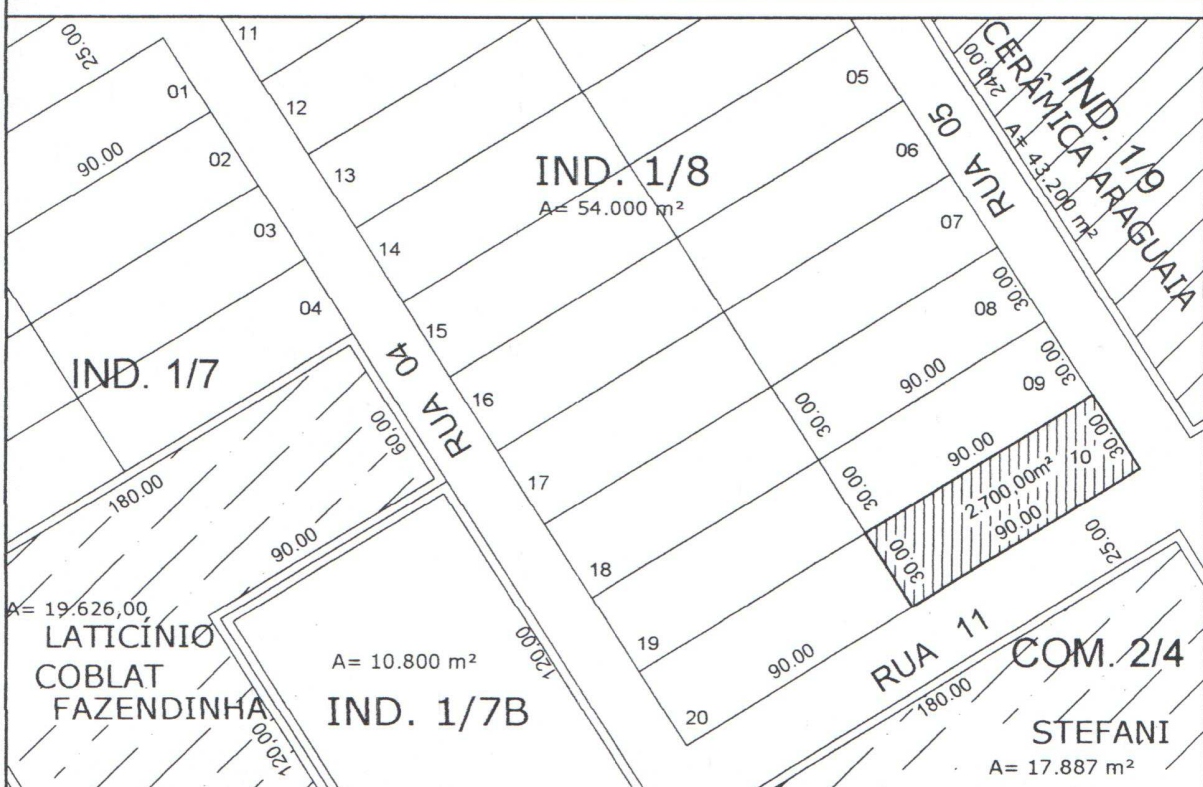 25.00
01
90.00
02
03
04
IND. 1/7
180.00
60,00
90.00
A= 19.626,00
LATICÍNIO
COBLAT
FAZENDINHA
120,00
A= 10.800 m²
IND. 1/7B
120.00
RUA 04
11
12
13
14
15
16
17
18
19
20
IND. 1/8
A= 54.000 m²
05
06
07
30.00
08
30.00
90.00
09
30.00
30.00
90.00
30.00
10
2.700,00m²
90.00
30.00
90.00
RUA 05
240.00
IND. 1/9
CERÂMICA ARAGUAIA
A= 43.200 m²
25.00
RUA 11
180.00
COM. 2/4
STEFANI
A= 17.887 m²